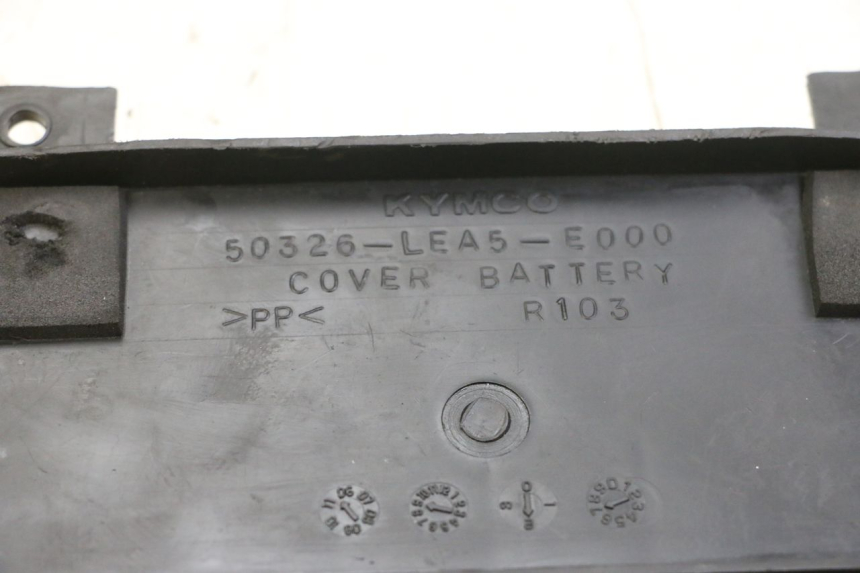 KYMCO
50326-LEA5-E000
COVER BATTERY
>PP< R103